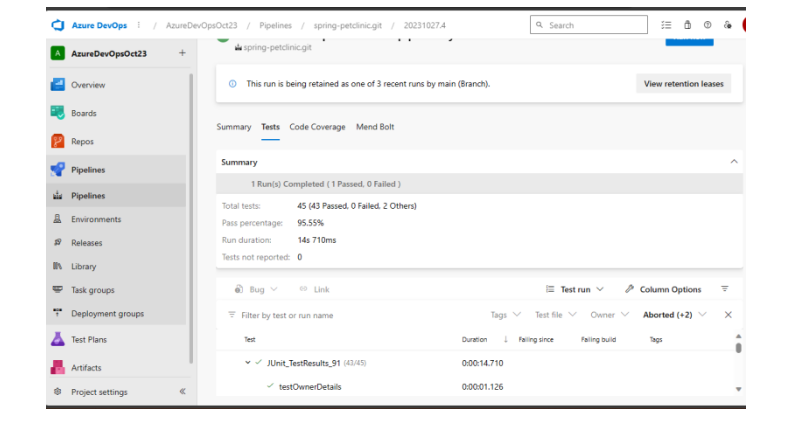 Azure DevOps / AzureDevOpsOct23 / Pipelines / spring-petclinic.git / 20231027.4 Search
AzureDevOpsOct23 +
spring-petclinic.git
Overview
Boards
Repos
Pipelines
Pipelines
Environments
Releases
Library
Task groups
Deployment groups
Test Plans
Artifacts
Project settings
This run is being retained as one of 3 recent runs by main (Branch). View retention leases
Summary Tests Code Coverage Mend Bolt
Summary
1 Run(s) Completed ( 1 Passed, 0 Failed )
Total tests: 45 (43 Passed, 0 Failed, 2 Others)
Pass percentage: 95.55%
Run duration: 14s 710ms
Tests not reported: 0
Bug Link Test run Column Options
Filter by test or run name Tags Test file Owner Aborted (+2)
Test Duration Failing since Failing build Tags
JUnit_TestResults_91 (43/45) 0:00:14.710
testOwnerDetails 0:00:01.126